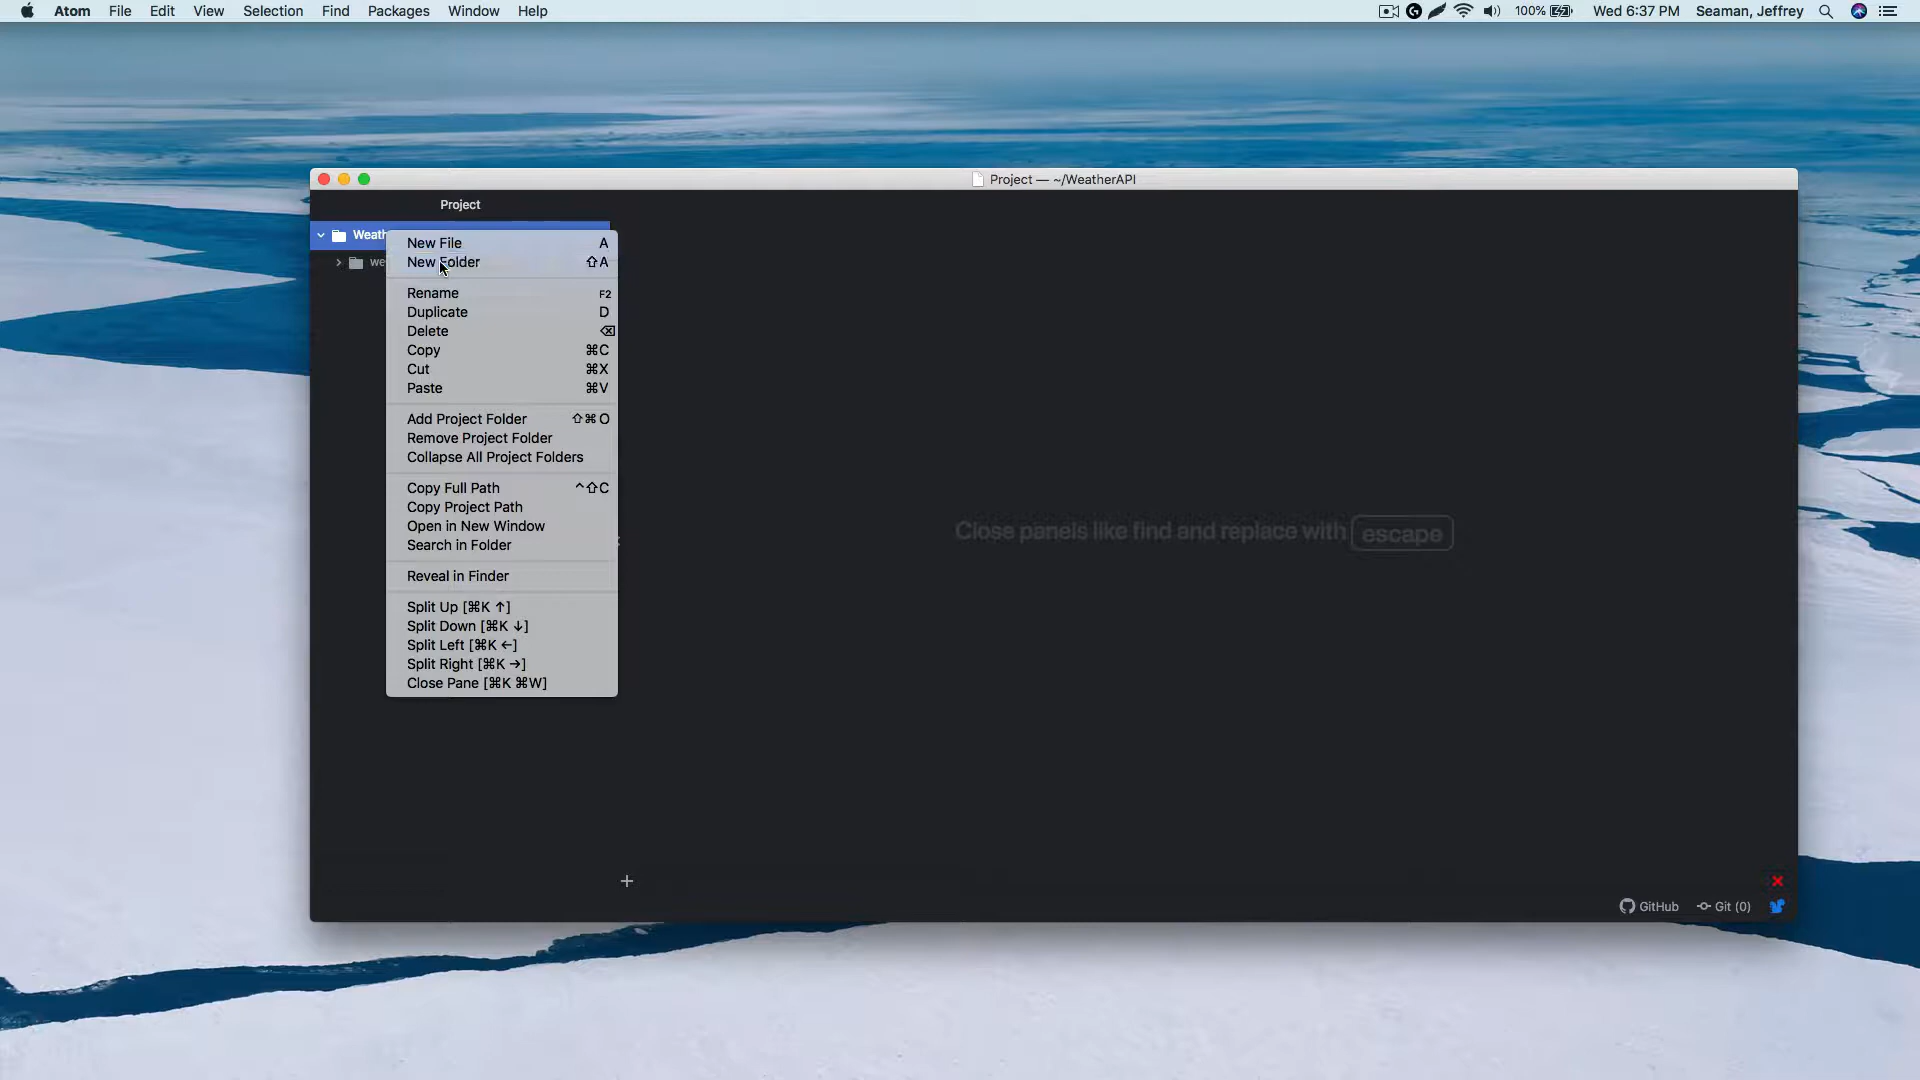 Atom File Edit View Selection Find Packages Window Help 100% Wed 6:37 PM Seaman, Jeffrey
Project — ~/WeatherAPI
Project
Weath
we
New File A
New Folder ⇧A
Rename F2
Duplicate D
Delete ⌫
Copy ⌘C
Cut ⌘X
Paste ⌘V
Add Project Folder ⇧⌘O
Remove Project Folder
Collapse All Project Folders
Copy Full Path ^⇧C
Copy Project Path
Open in New Window
Search in Folder
Reveal in Finder
Split Up [⌘K ↑]
Split Down [⌘K ↓]
Split Left [⌘K ←]
Split Right [⌘K →]
Close Pane [⌘K ⌘W]
Close panels like find and replace with escape
GitHub Git (0)